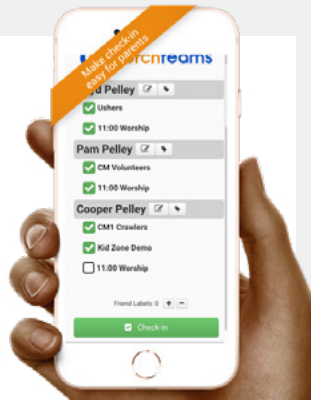 Make check-in
easy for parents
Pelley
Ushers
11:00 Worship
Pam Pelley
CM Volunteers
11:00 Worship
Cooper Pelley
CM1 Crawlers
Kid Zone Demo
11:00 Worship
Friend Labels: 0
Check-in